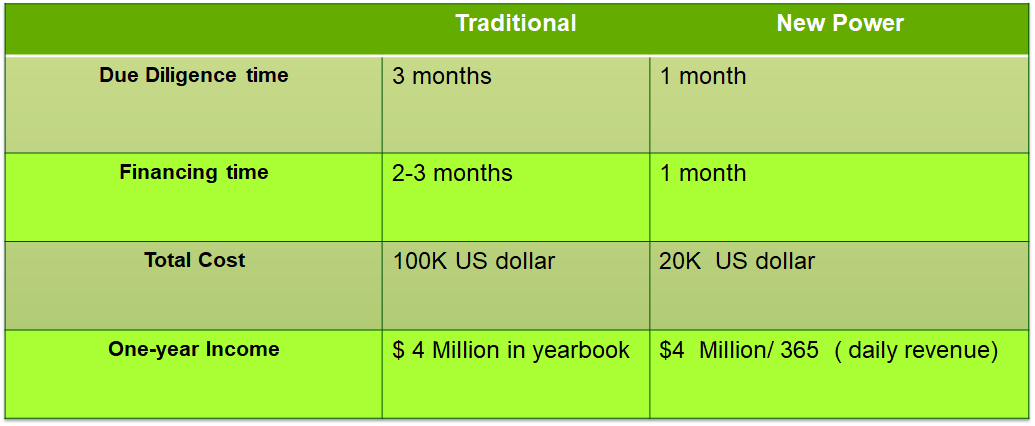 Traditional New Power
Due Diligence time 3 months 1 month
Financing time 2-3 months 1 month
Total Cost 100K US dollar 20K  US dollar
One-year Income $ 4 Million in yearbook $4  Million/ 365  ( daily revenue)